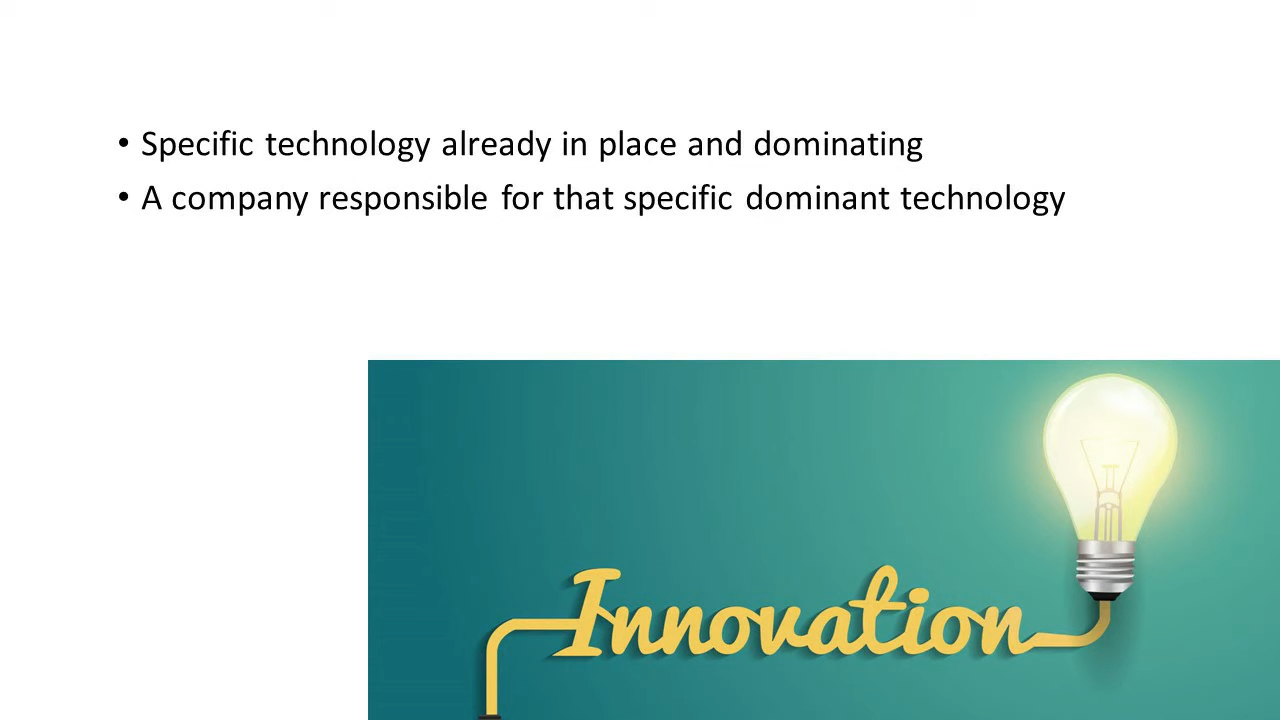 • Specific technology already in place and dominating
• A company responsible for that specific dominant technology
Innovation